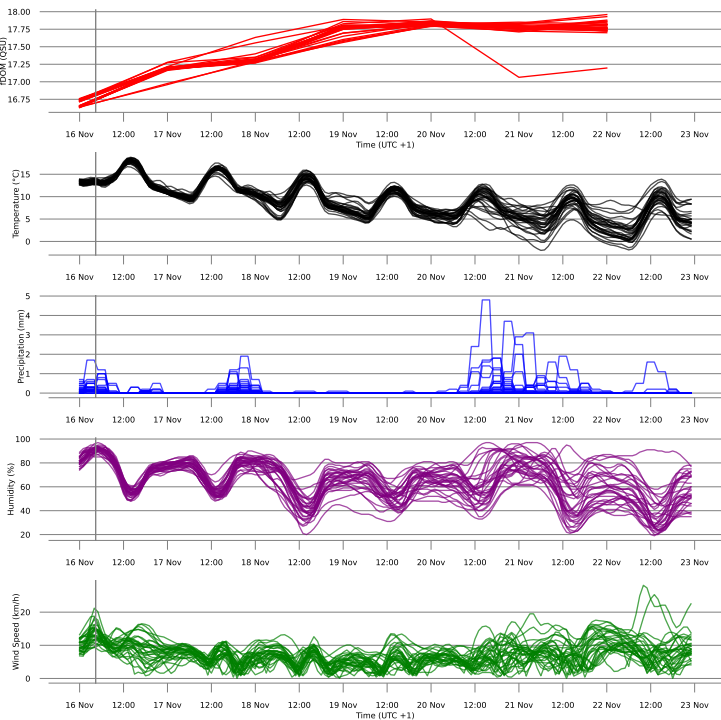 18.00
17.75
17.50
17.25
17.00
16.75
fDOM (QSU)
16 Nov 12:00 17 Nov 12:00 18 Nov 12:00 19 Nov 12:00 20 Nov 12:00 21 Nov 12:00 22 Nov 12:00 23 Nov
Time (UTC +1)
15
10
5
0
Temperature (°C)
16 Nov 12:00 17 Nov 12:00 18 Nov 12:00 19 Nov 12:00 20 Nov 12:00 21 Nov 12:00 22 Nov 12:00 23 Nov
5
4
3
2
1
0
Precipitation (mm)
16 Nov 12:00 17 Nov 12:00 18 Nov 12:00 19 Nov 12:00 20 Nov 12:00 21 Nov 12:00 22 Nov 12:00 23 Nov
100
80
60
40
20
Humidity (%)
16 Nov 12:00 17 Nov 12:00 18 Nov 12:00 19 Nov 12:00 20 Nov 12:00 21 Nov 12:00 22 Nov 12:00 23 Nov
20
10
0
Wind Speed (km/h)
16 Nov 12:00 17 Nov 12:00 18 Nov 12:00 19 Nov 12:00 20 Nov 12:00 21 Nov 12:00 22 Nov 12:00 23 Nov
Time (UTC +1)